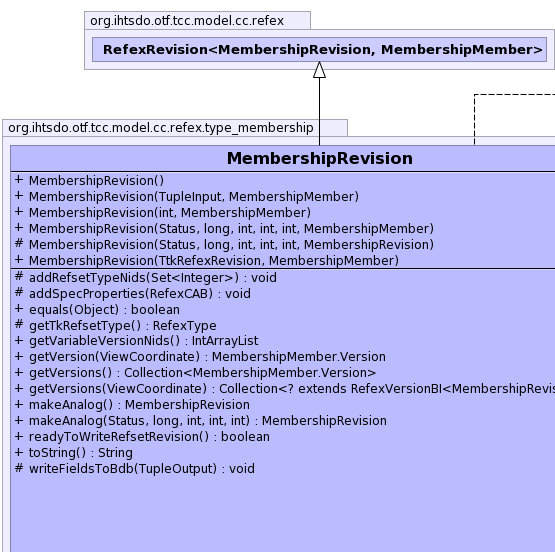 org.ihtsdo.otf.tcc.model.cc.refex
RefexRevision<MembershipRevision, MembershipMember>
org.ihtsdo.otf.tcc.model.cc.refex.type_membership
MembershipRevision
+ MembershipRevision()
+ MembershipRevision(TupleInput, MembershipMember)
+ MembershipRevision(int, MembershipMember)
+ MembershipRevision(Status, long, int, int, int, MembershipMember)
# MembershipRevision(Status, long, int, int, int, MembershipRevision)
+ MembershipRevision(TtkRefexRevision, MembershipMember)
# addRefsetTypeNids(Set<Integer>) : void
# addSpecProperties(RefexCAB) : void
+ equals(Object) : boolean
# getTkRefsetType() : RefexType
+ getVariableVersionNids() : IntArrayList
+ getVersion(ViewCoordinate) : MembershipMember.Version
+ getVersions() : Collection<MembershipMember.Version>
+ getVersions(ViewCoordinate) : Collection<? extends RefexVersionBI<MembershipRevis
+ makeAnalog() : MembershipRevision
+ makeAnalog(Status, long, int, int, int) : MembershipRevision
+ readyToWriteRefsetRevision() : boolean
+ toString() : String
# writeFieldsToBdb(TupleOutput) : void